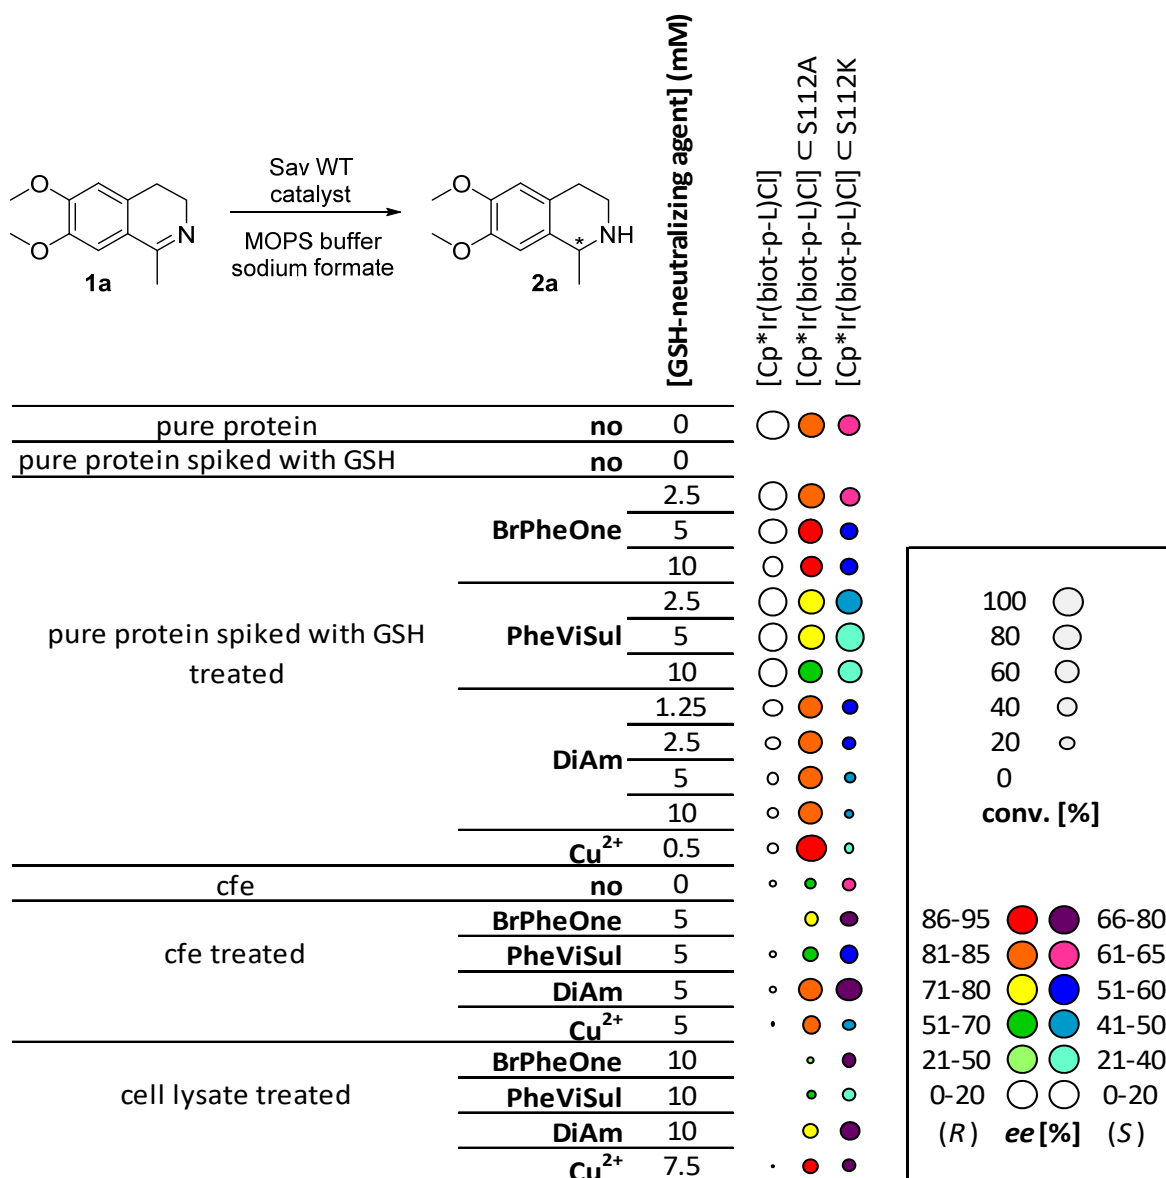 [GSH-neutralizing agent] (mM)
[Cp*Ir(biot-p-L)Cl]
[Cp*Ir(biot-p-L)Cl] ⊂ S112A
[Cp*Ir(biot-p-L)Cl] ⊂ S112K
O
O
N
1a
Sav WT
catalyst
MOPS buffer
sodium formate
O
O
NH
*
2a
pure protein no 0
pure protein spiked with GSH no 0
pure protein spiked with GSH
treated
BrPheOne
2.5
5
10
PheViSul
2.5
5
10
DiAm
1.25
2.5
5
10
Cu2+ 0.5
cfe no 0
cfe treated
BrPheOne 5
PheViSul 5
DiAm 5
Cu2+ 5
cell lysate treated
BrPheOne 10
PheViSul 10
DiAm 10
Cu2+ 7.5
100
80
60
40
20
0
conv. [%]
86-95 66-80
81-85 61-65
71-80 51-60
51-70 41-50
21-50 21-40
0-20 0-20
(R) ee [%] (S)